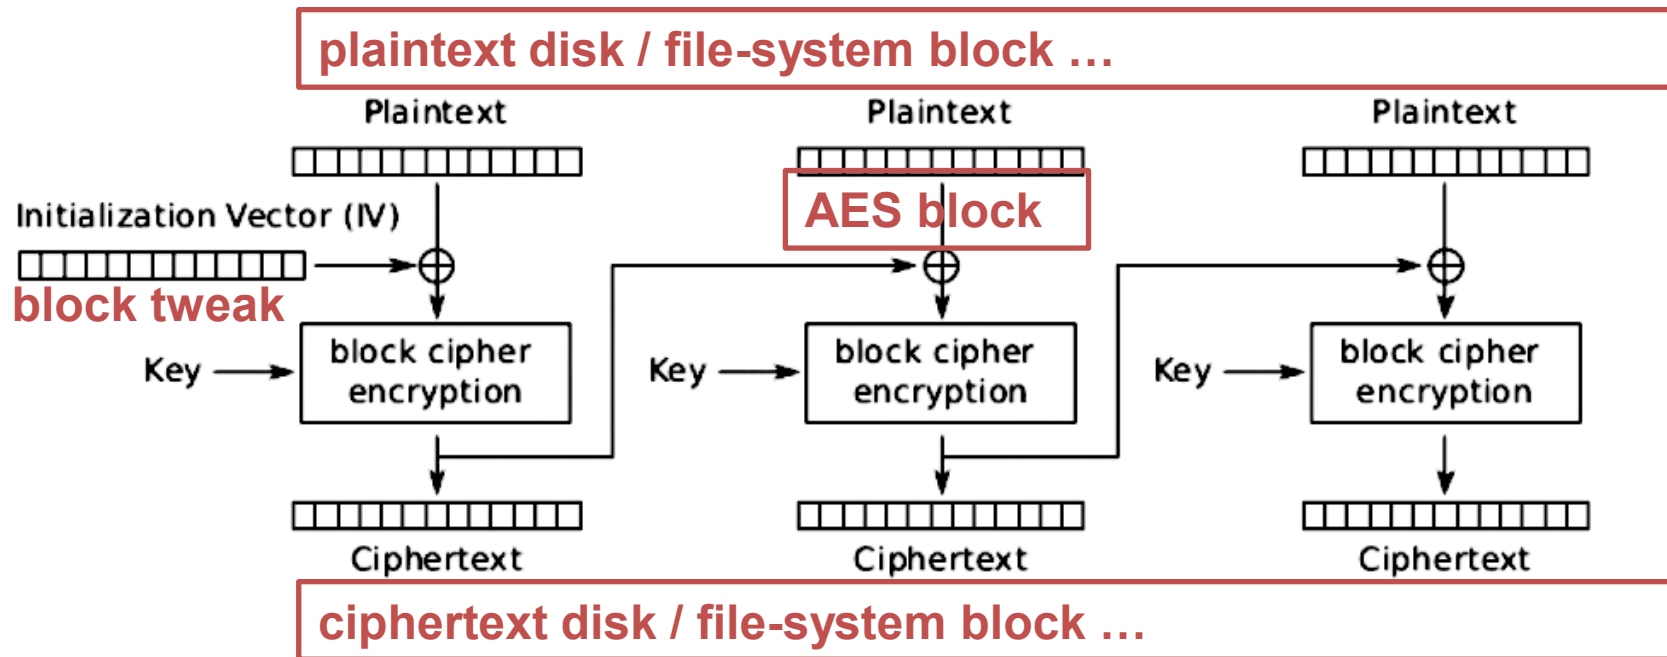 plaintext disk / file-system block …
Plaintext
Plaintext
Plaintext
AES block
Initialization Vector (IV)
block tweak
Key
block cipher
encryption
Key
block cipher
encryption
Key
block cipher
encryption
Ciphertext
Ciphertext
Ciphertext
ciphertext disk / file-system block …